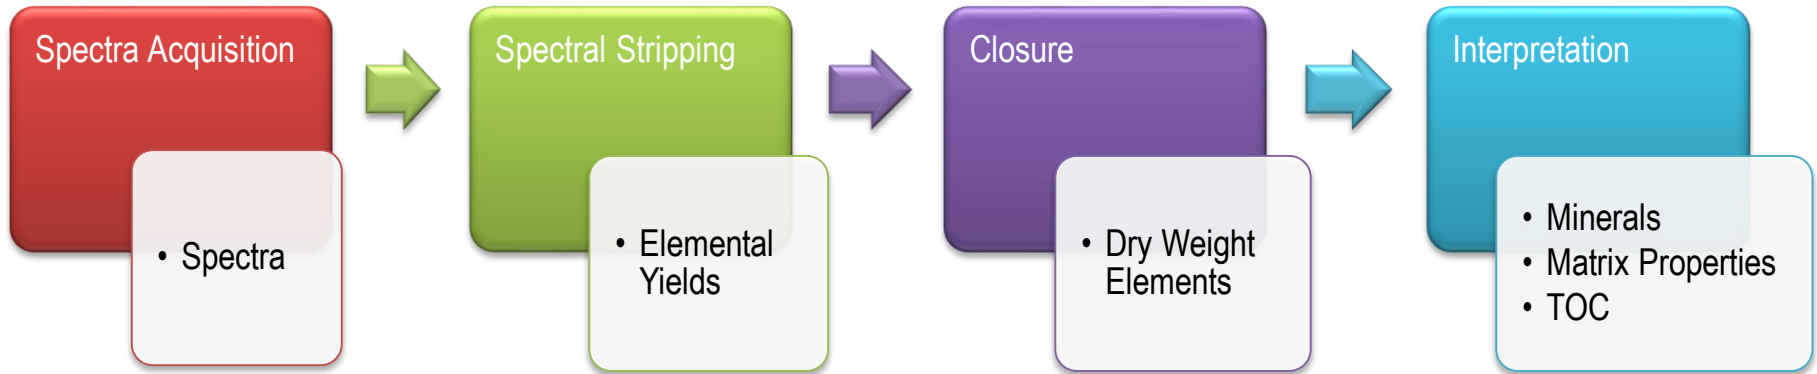 Spectra Acquisition
• Spectra
Spectral Stripping
• Elemental
Yields
Closure
• Dry Weight
Elements
Interpretation
• Minerals
• Matrix Properties
• TOC